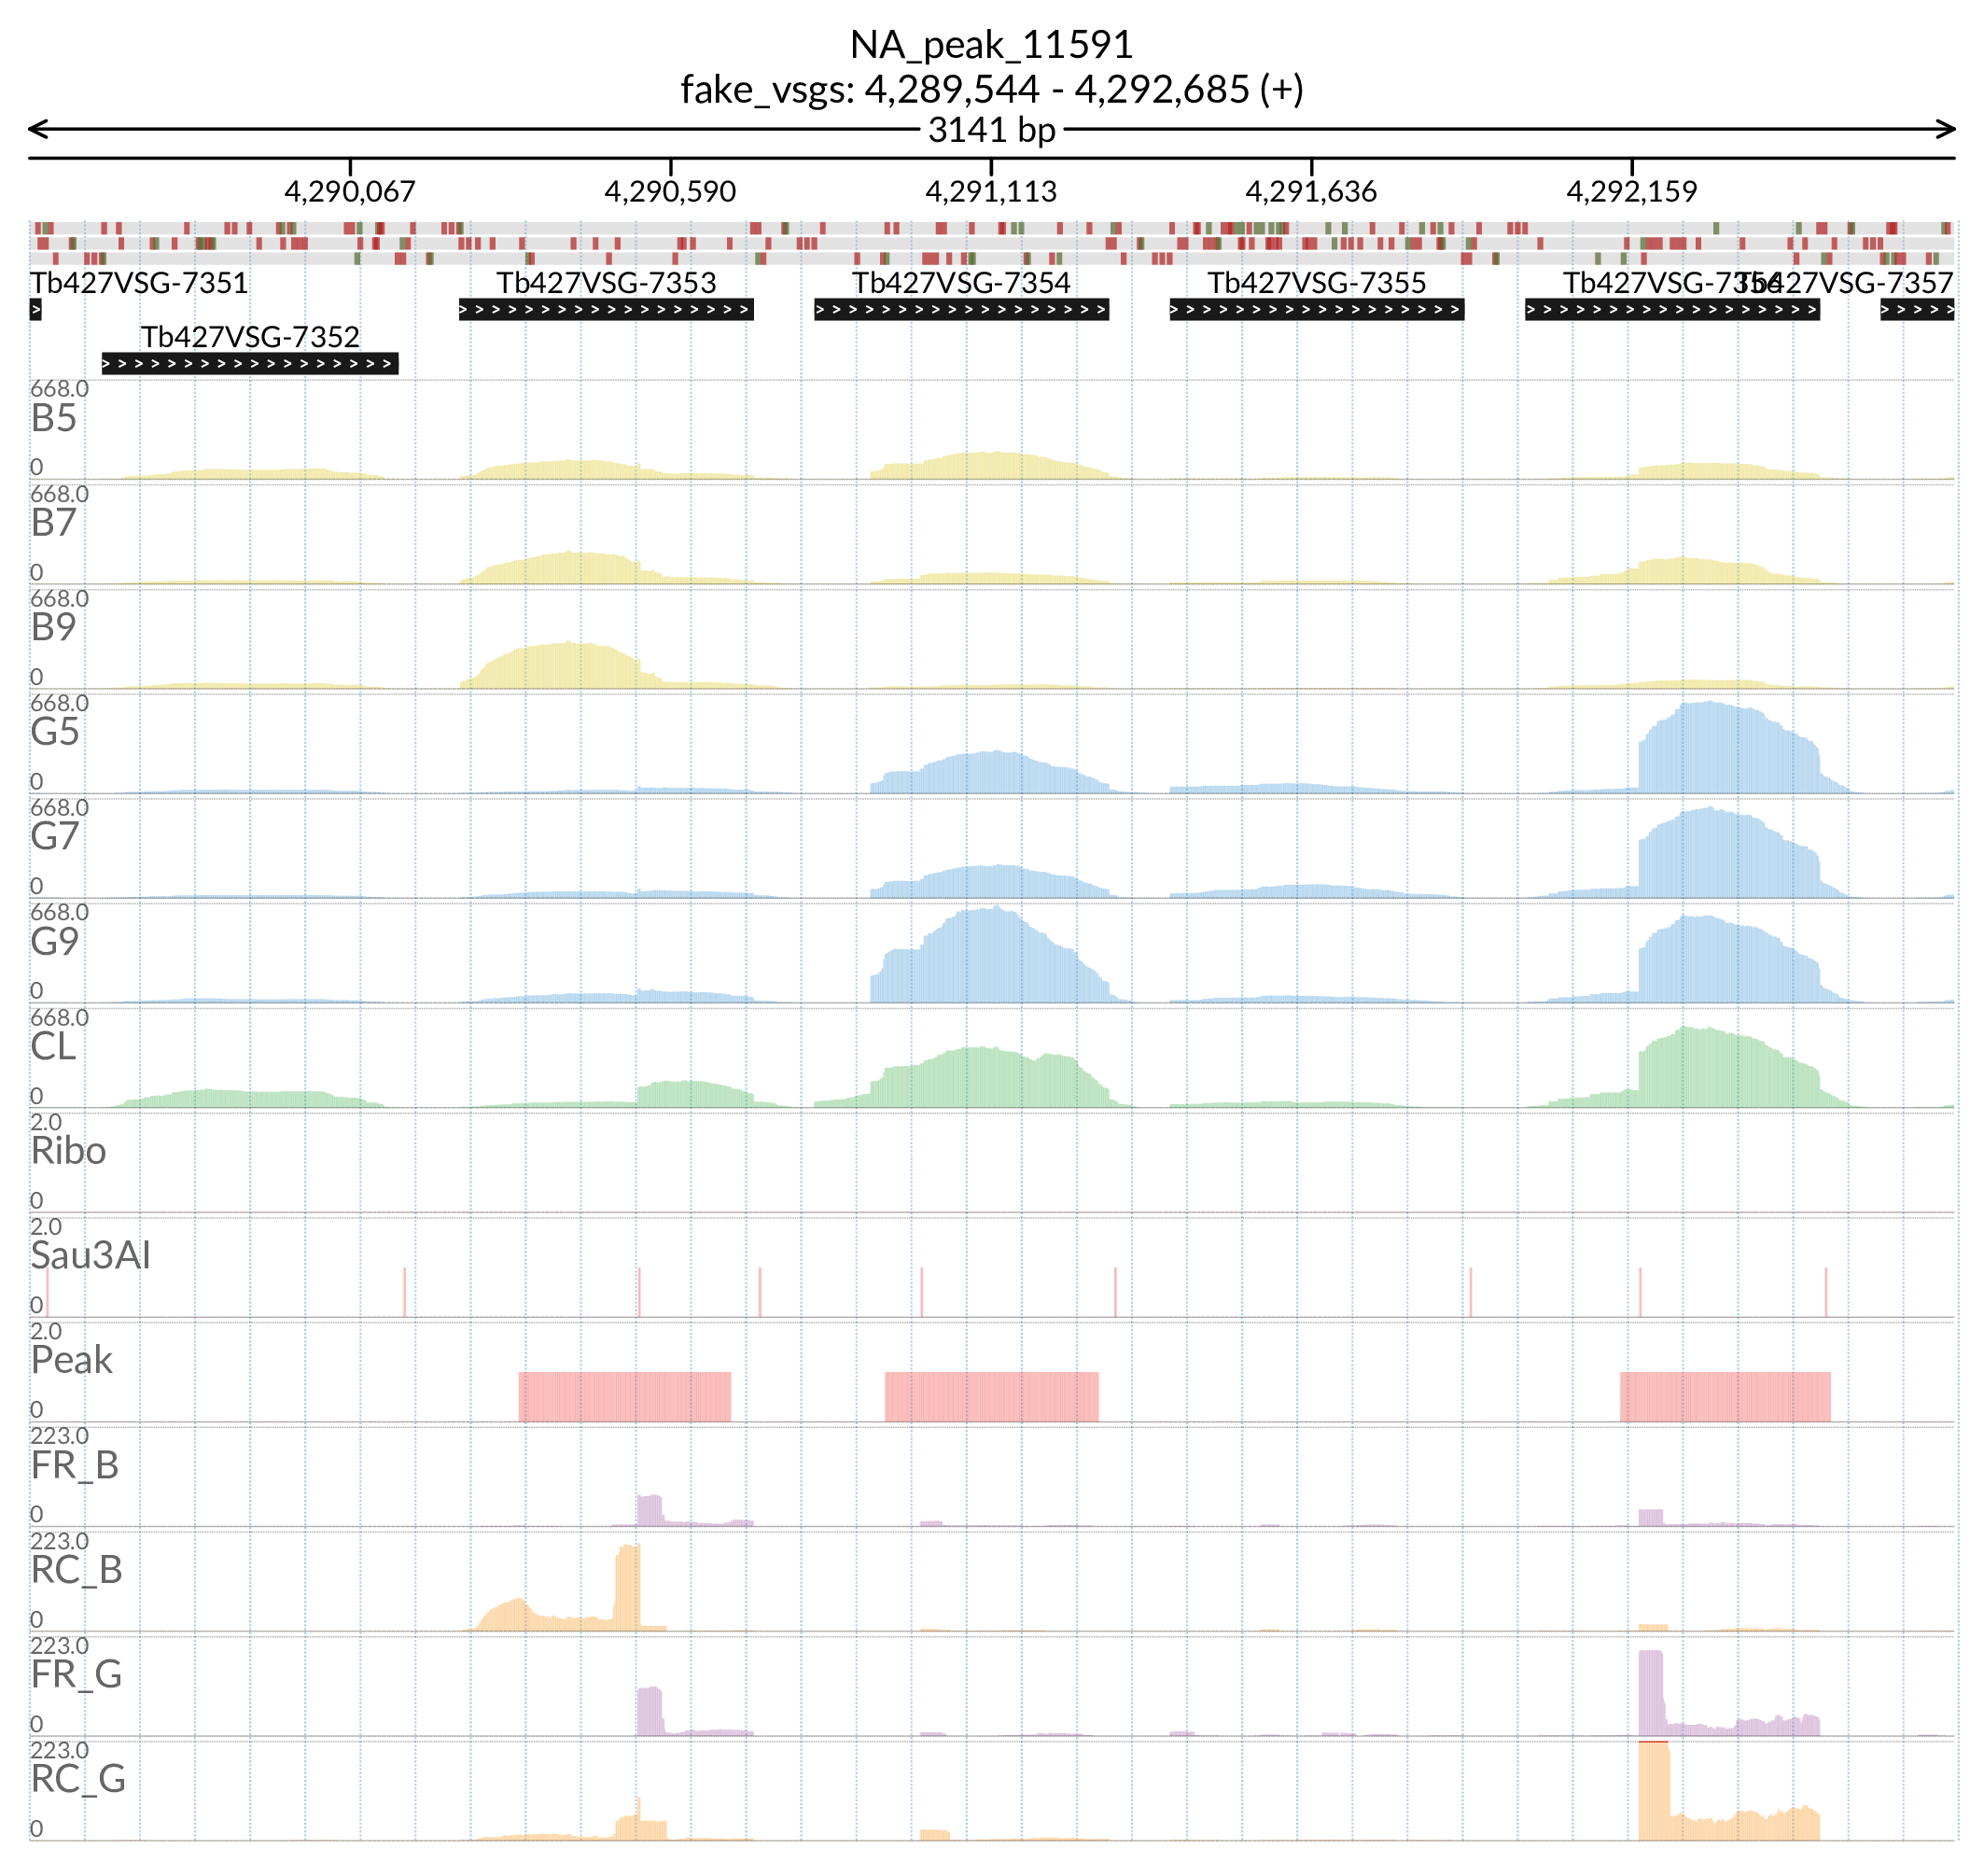 NA_peak_11591
fake_vsgs: 4,289,544 - 4,292,685 (+)
3141 bp
4,290,067 4,290,590 4,291,113 4,291,636 4,292,159
Tb427VSG-7351 Tb427VSG-7353 Tb427VSG-7354 Tb427VSG-7355 Tb427VSG-7356 Tb427VSG-7357
Tb427VSG-7352
668.0
B5
0
668.0
B7
0
668.0
B9
0
668.0
G5
0
668.0
G7
0
668.0
G9
0
668.0
CL
0
2.0
Ribo
0
2.0
Sau3AI
0
2.0
Peak
0
223.0
FR_B
0
223.0
RC_B
0
223.0
FR_G
0
223.0
RC_G
0